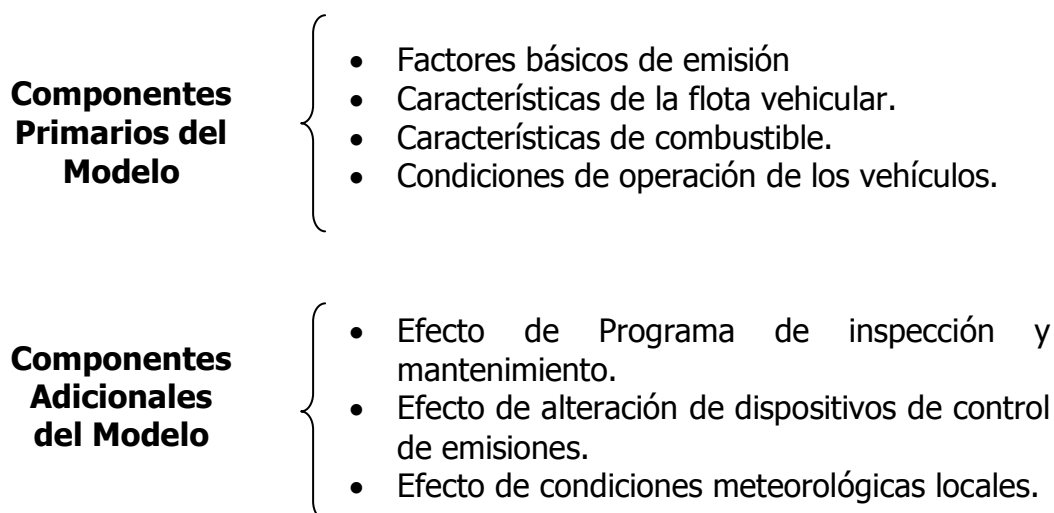 Componentes
Primarios del
Modelo
• Factores básicos de emisión
• Características de la flota vehicular.
• Características de combustible.
• Condiciones de operación de los vehículos.
Componentes
Adicionales
del Modelo
• Efecto de Programa de inspección y
mantenimiento.
• Efecto de alteración de dispositivos de control
de emisiones.
• Efecto de condiciones meteorológicas locales.